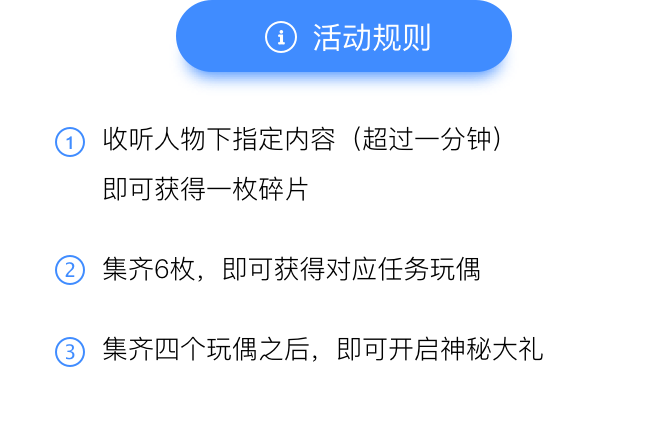 活动规则
① 收听人物下指定内容（超过一分钟）
即可获得一枚碎片
② 集齐6枚，即可获得对应任务玩偶
③ 集齐四个玩偶之后，即可开启神秘大礼